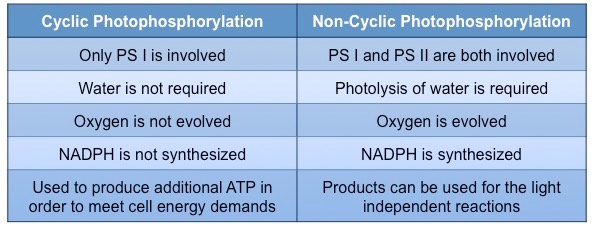 Cyclic Photophosphorylation
Non-Cyclic Photophosphorylation
Only PS I is involved
PS I and PS II are both involved
Water is not required
Photolysis of water is required
Oxygen is not evolved
Oxygen is evolved
NADPH is not synthesized
NADPH is synthesized
Used to produce additional ATP in
order to meet cell energy demands
Products can be used for the light
independent reactions